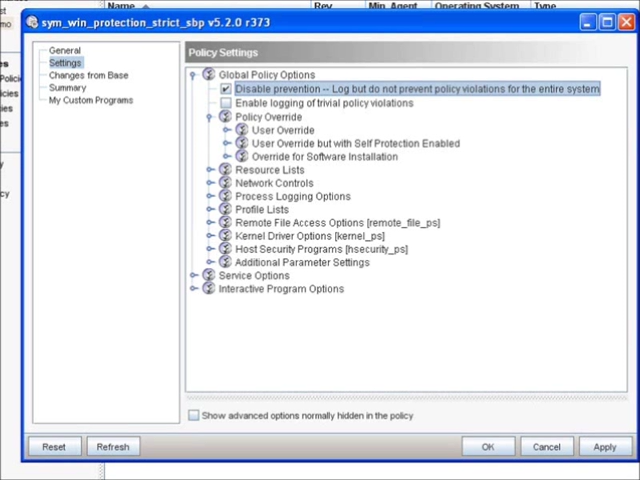 Name
Rev
Min. Agent
Operating System
Type
sym_win_protection_strict_sbp v5.2.0 r373
General
Settings
Changes from Base
Summary
My Custom Programs
Policy Settings
Global Policy Options
Disable prevention -- Log but do not prevent policy violations for the entire system
Enable logging of trivial policy violations
Policy Override
User Override
User Override but with Self Protection Enabled
Override for Software Installation
Resource Lists
Network Controls
Process Logging Options
Profile Lists
Remote File Access Options [remote_file_ps]
Kernel Driver Options [kernel_ps]
Host Security Programs [hsecurity_ps]
Additional Parameter Settings
Service Options
Interactive Program Options
Show advanced options normally hidden in the policy
Reset
Refresh
OK
Cancel
Apply